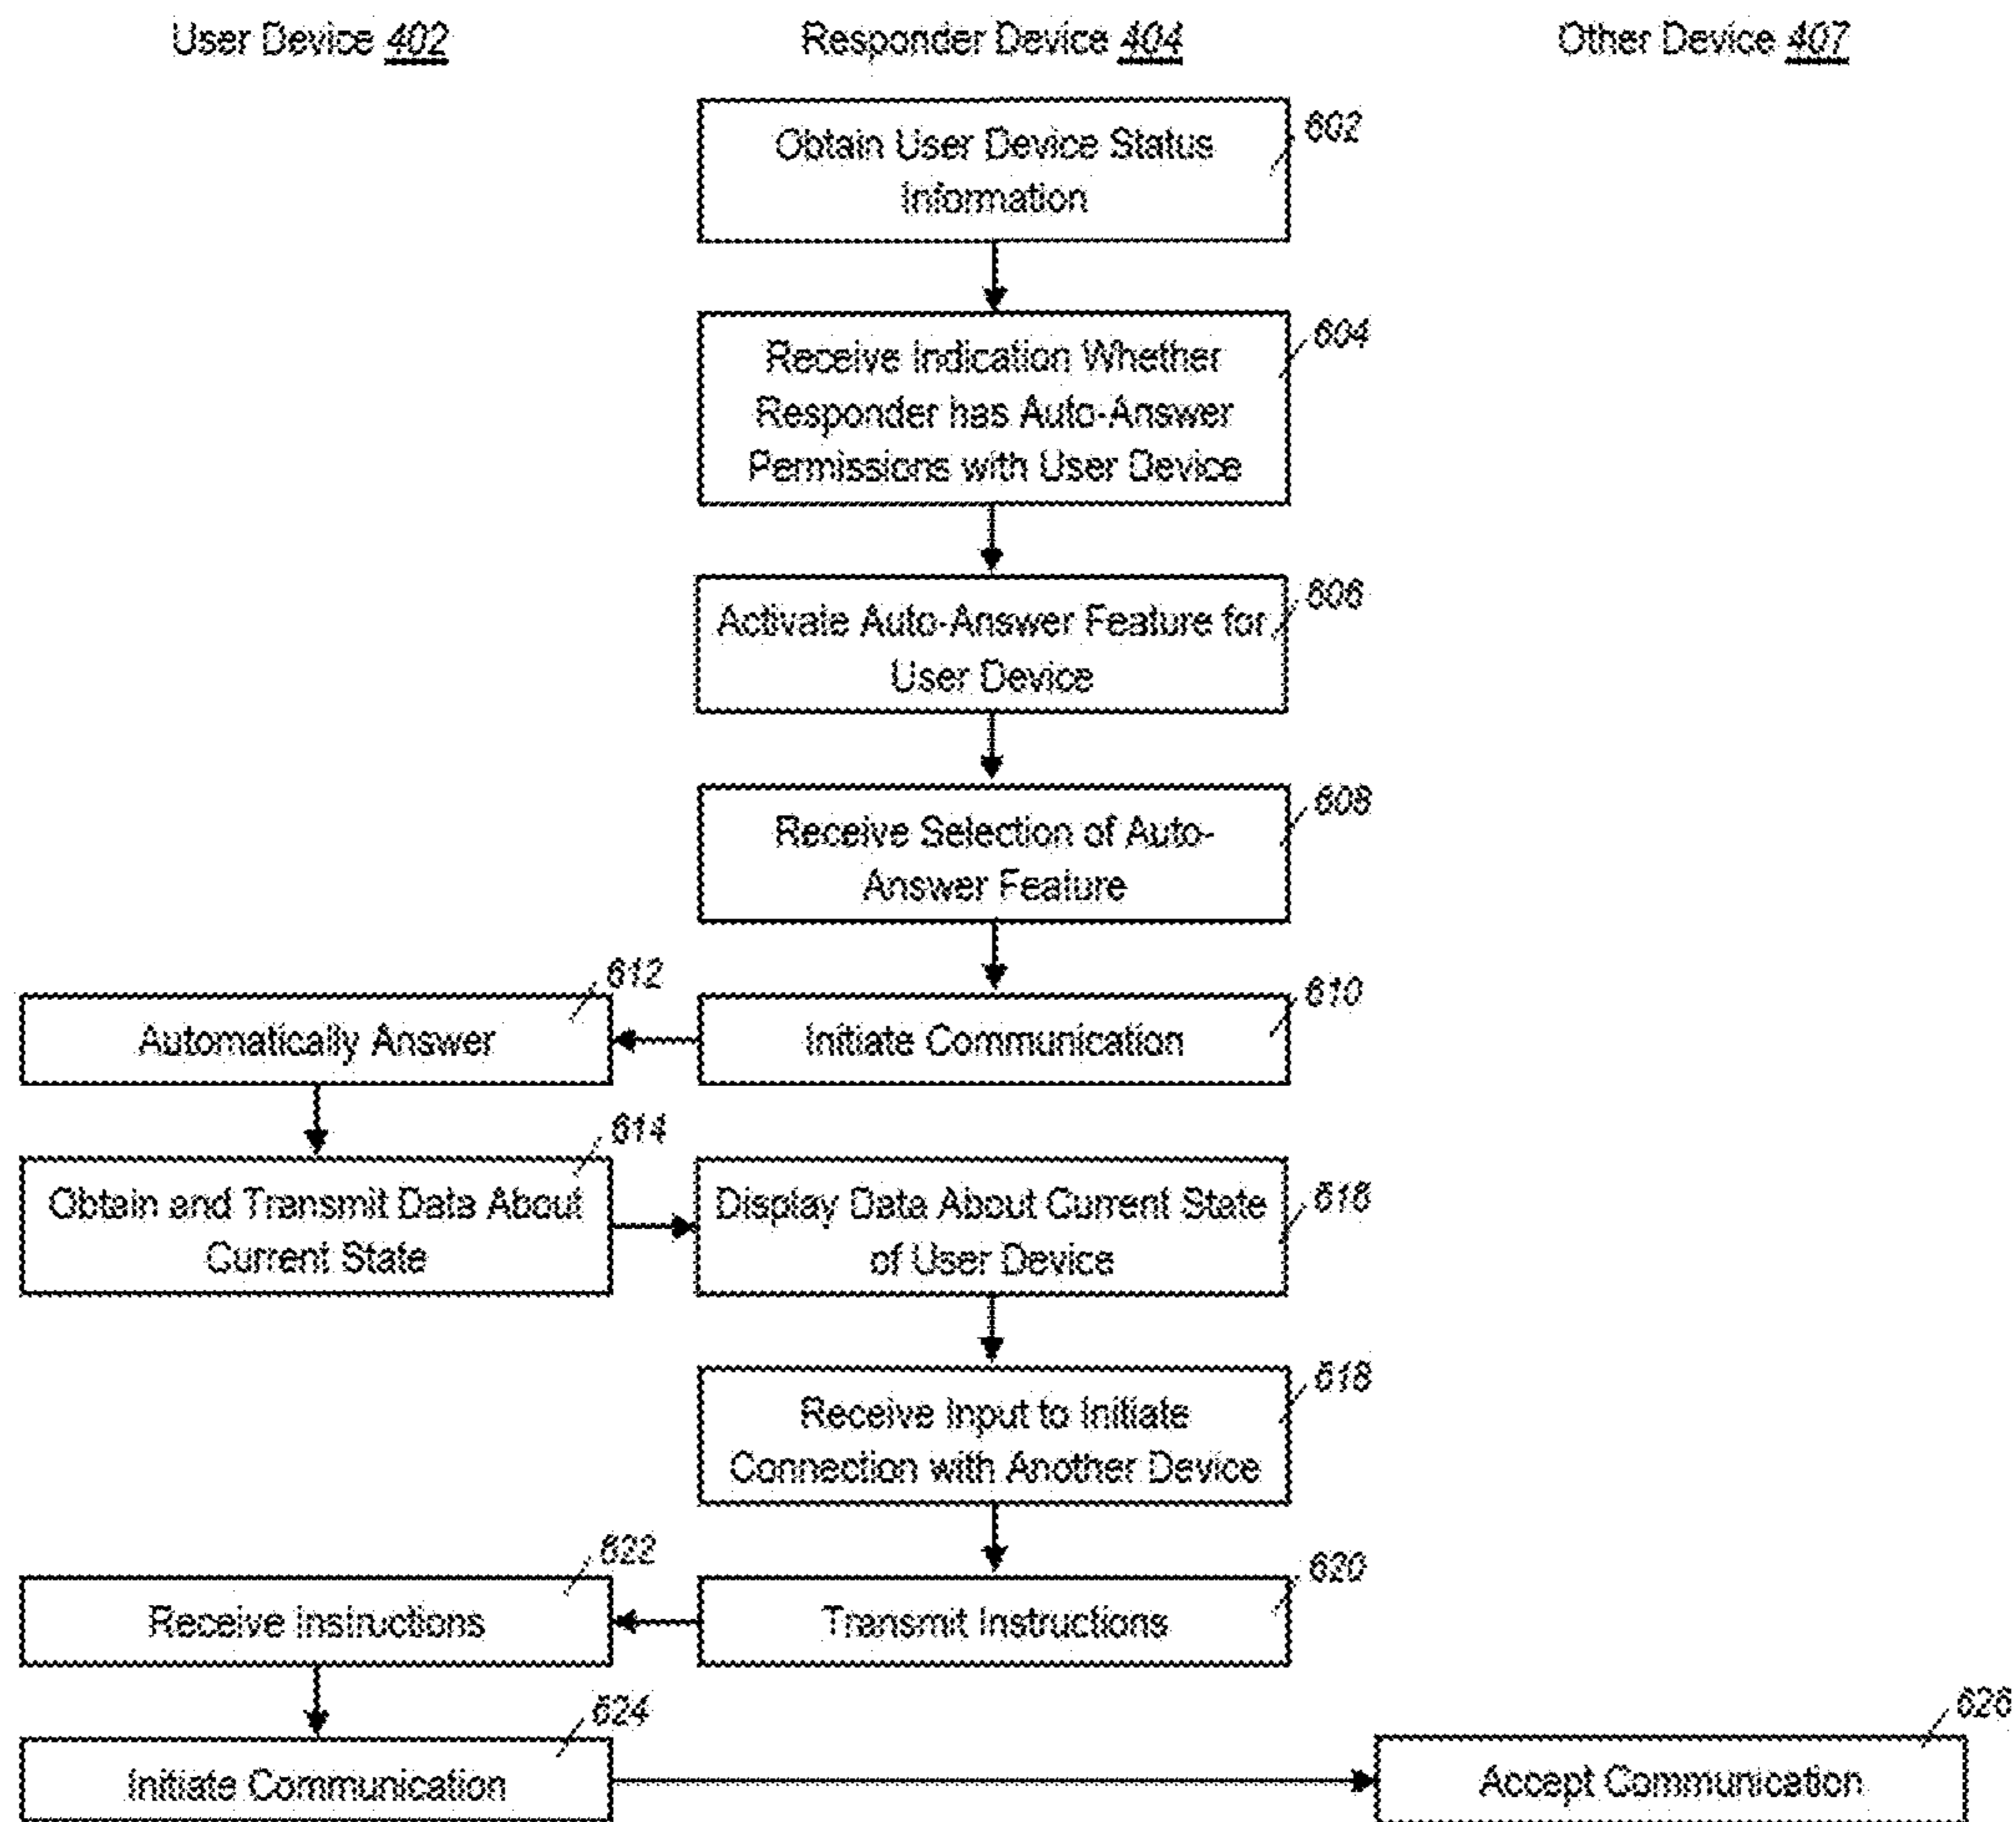 User Device 402
Responder Device 404
Other Device 407
602
Obtain User Device Status
Information
604
Receive Indication Whether
Responder has Auto-Answer
Permissions with User Device
606
Activate Auto-Answer Feature for
User Device
608
Receive Selection of Auto-
Answer Feature
612
Automatically Answer
610
Initiate Communication
614
Obtain and Transmit Data About
Current State
616
Display Data About Current State
of User Device
618
Receive Input to Initiate
Connection with Another Device
622
Receive Instructions
620
Transmit Instructions
624
Initiate Communication
626
Accept Communication